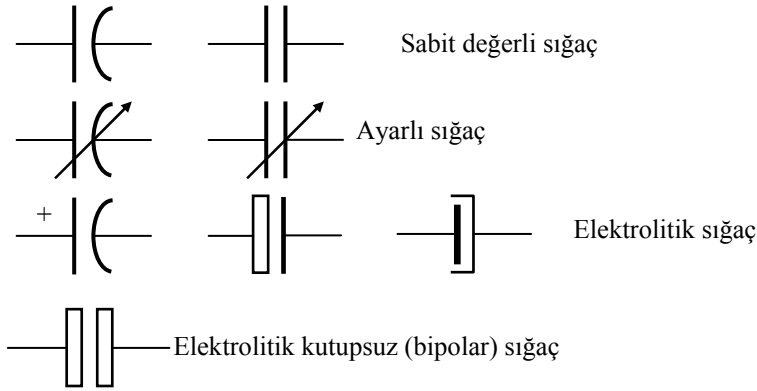 Sabit değerli sığaç
Ayarlı sığaç
+
Elektrolitik sığaç
Elektrolitik kutupsuz (bipolar) sığaç